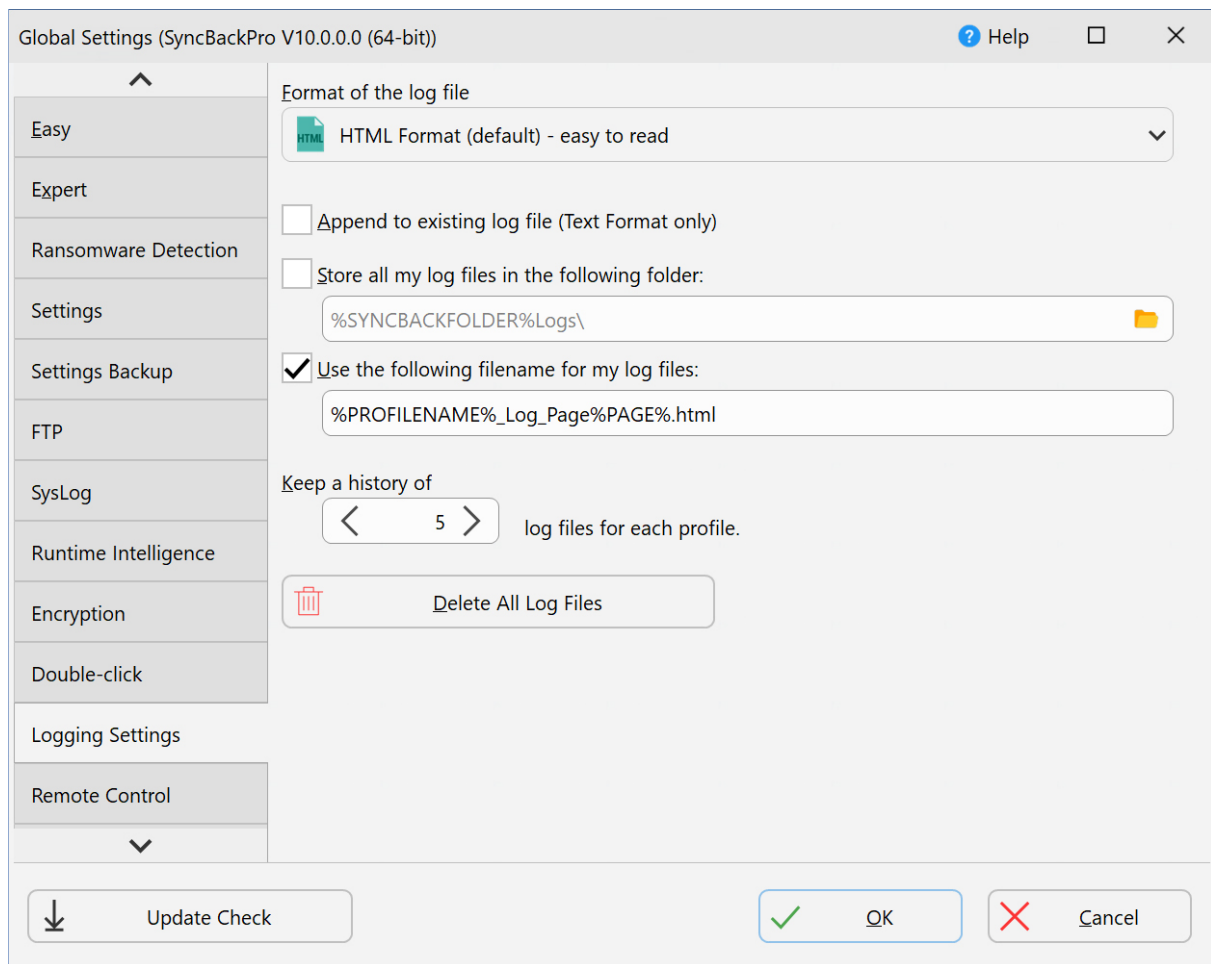 Global Settings (SyncBackPro V10.0.0.0 (64-bit))
? Help
Easy
Expert
Ransomware Detection
Settings
Settings Backup
FTP
SysLog
Runtime Intelligence
Encryption
Double-click
Logging Settings
Remote Control
Format of the log file
HTML HTML Format (default) - easy to read
Append to existing log file (Text Format only)
Store all my log files in the following folder:
%SYNCBACKFOLDER%Logs\
Use the following filename for my log files:
%PROFILENAME%_Log_Page%PAGE%.html
Keep a history of
5 log files for each profile.
Delete All Log Files
Update Check
OK
Cancel